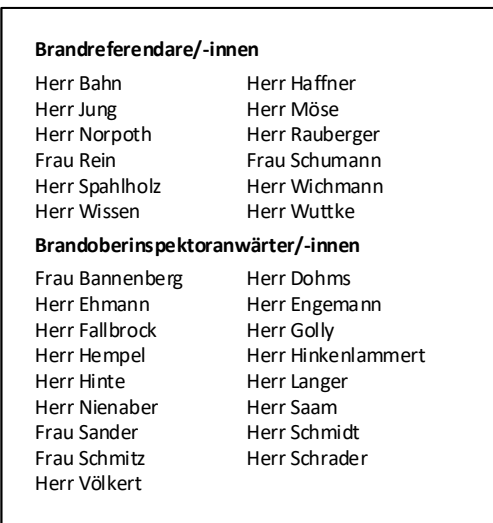 Brandreferendare/-innen
Herr Bahn Herr Haffner
Herr Jung Herr Möse
Herr Norpoth Herr Rauberger
Frau Rein Frau Schumann
Herr Spahlholz Herr Wichmann
Herr Wissen Herr Wuttke
Brandoberinspektoranwärter/-innen
Frau Bannenberg Herr Dohms
Herr Ehmann Herr Engemann
Herr Fallbrock Herr Golly
Herr Hempel Herr Hinkenlammert
Herr Hinte Herr Langer
Herr Nienaber Herr Saam
Frau Sander Herr Schmidt
Frau Schmitz Herr Schrader
Herr Völkert